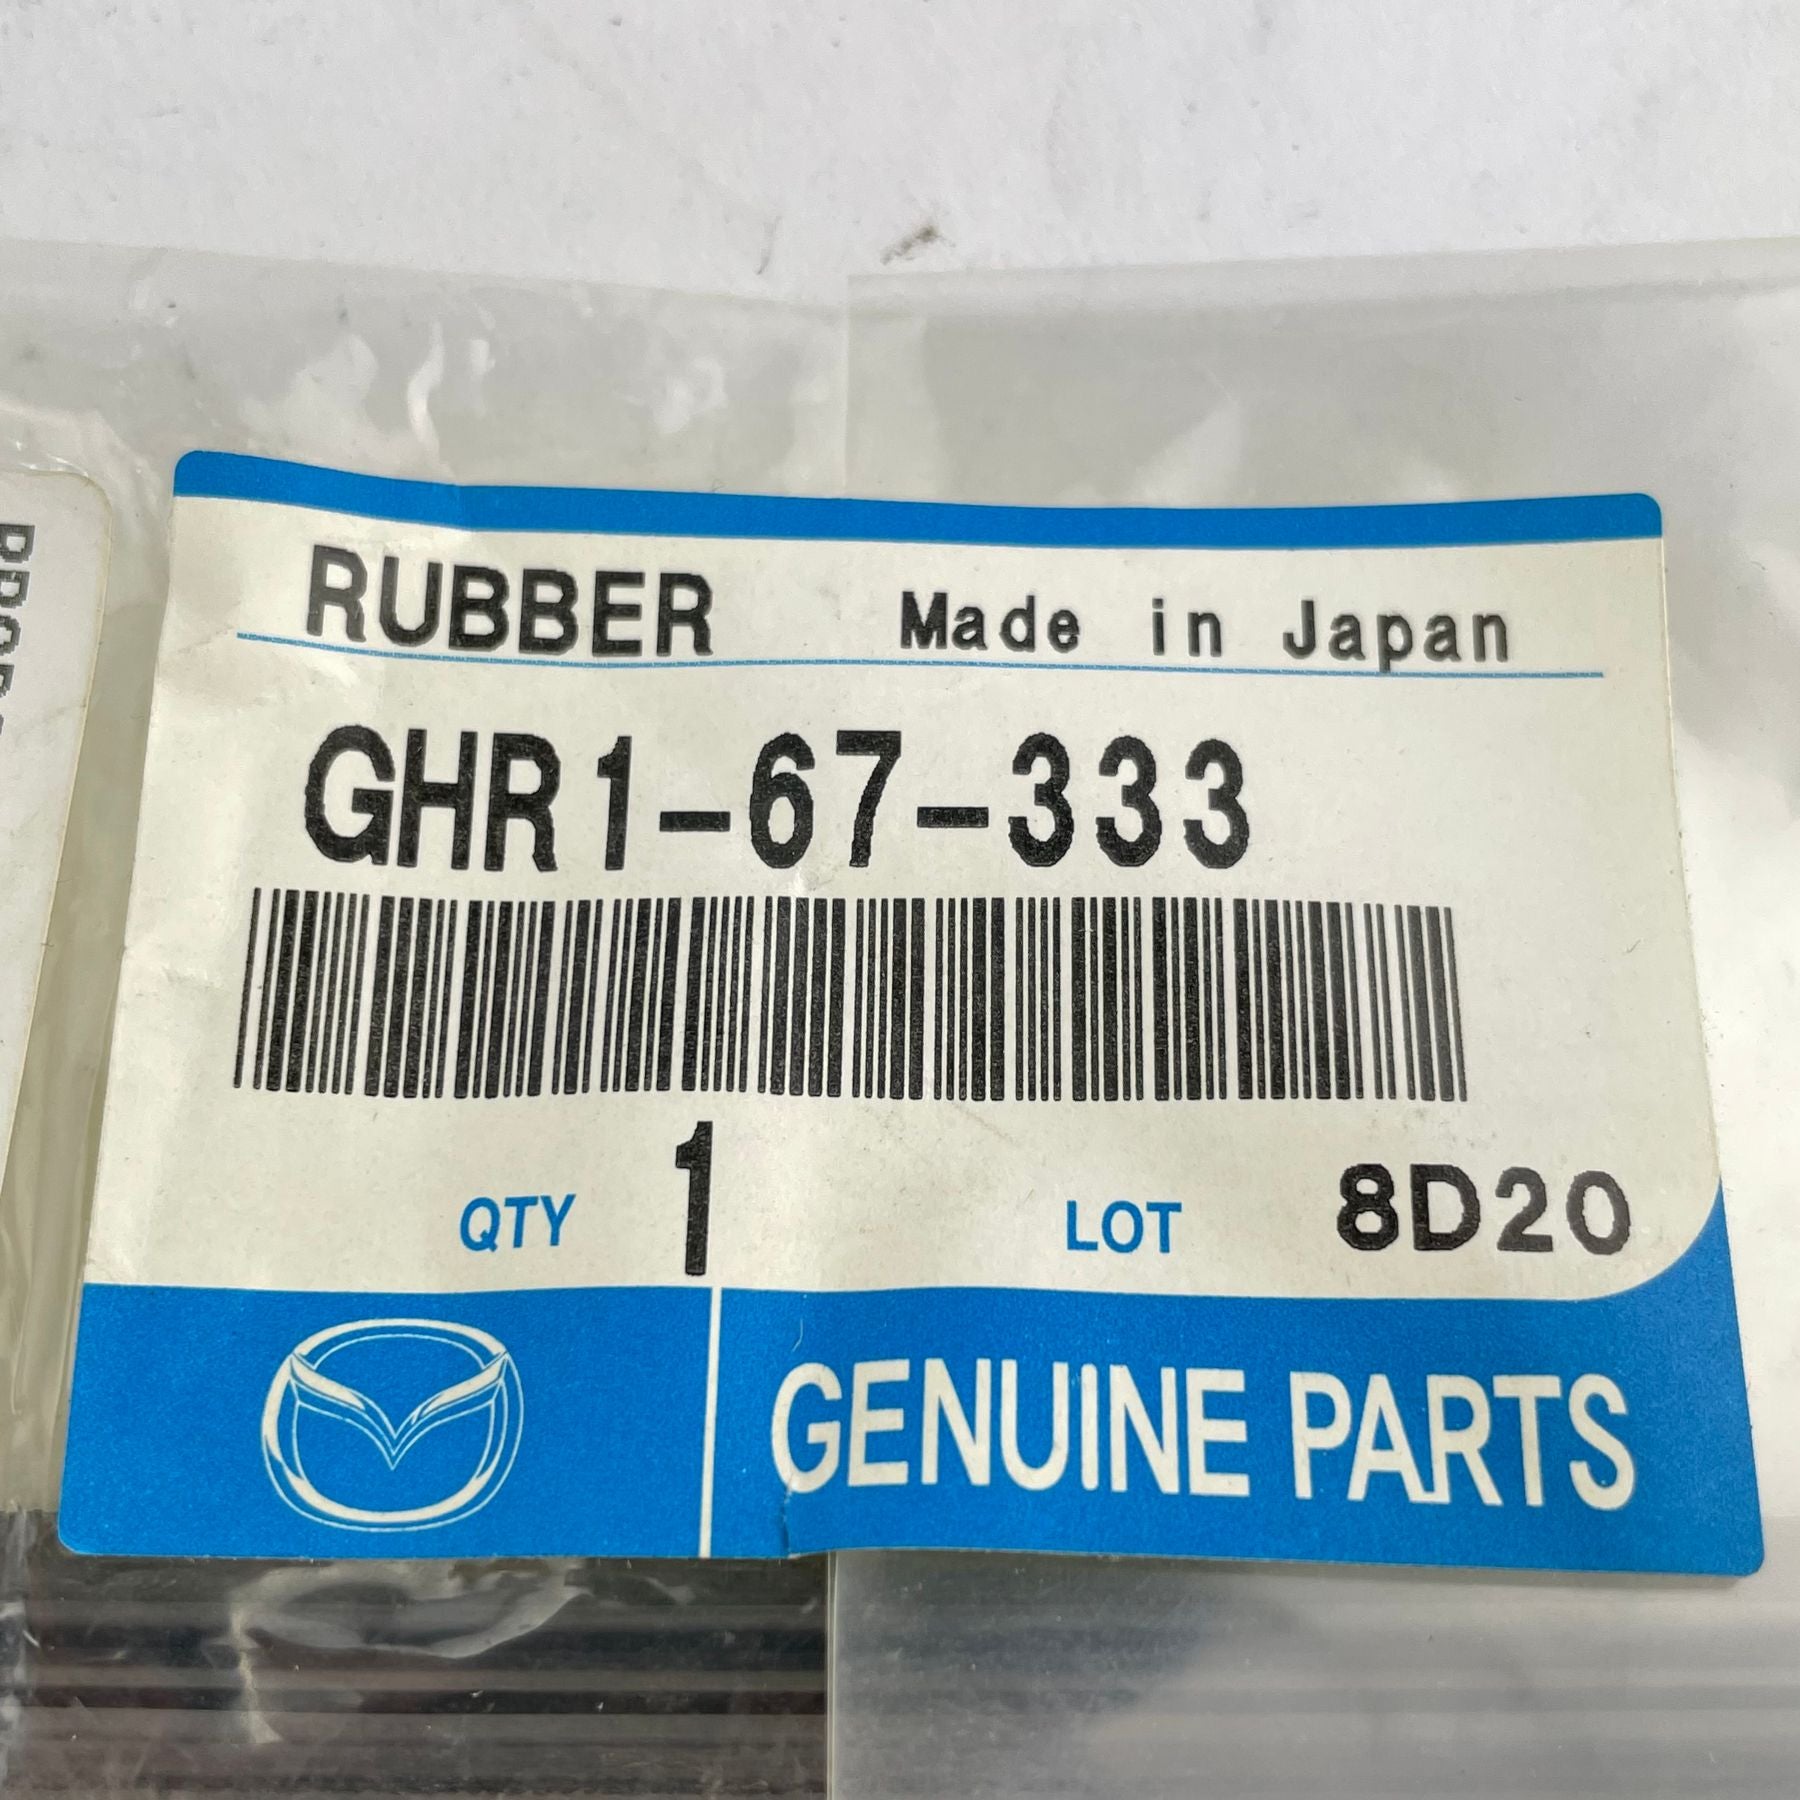 RUBBER Made in Japan
GHR1-67-333
QTY 1 LOT 8D20
GENUINE PARTS